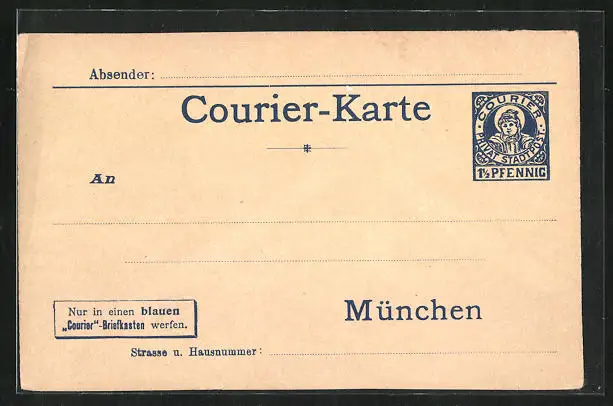 Absender:
Courier-Karte
COURIER
PRIVAT-STADTPOST.
1½ PFENNIG
An
Nur in einen blauen
„Courier"-Briefkasten werfen.
München
Strasse u. Hausnummer: